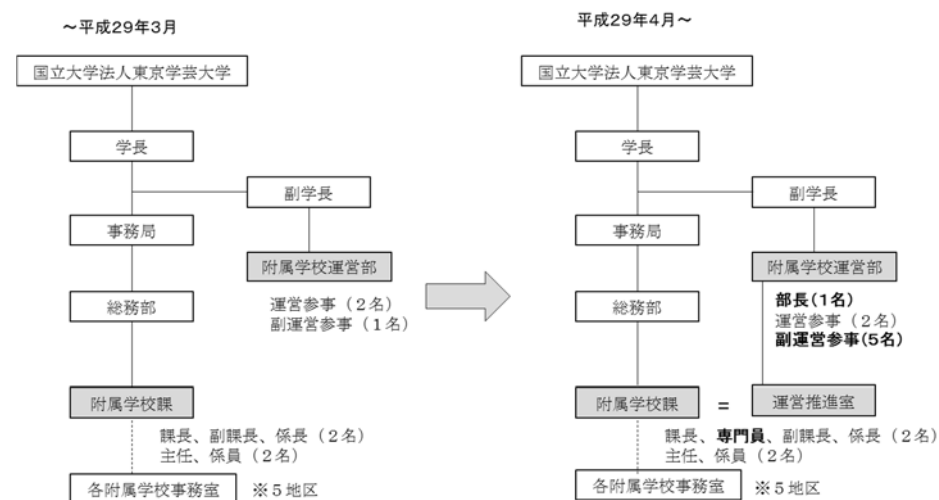 ～平成29年3月
国立大学法人東京学芸大学
学長
副学長
事務局
附属学校運営部
運営参事（２名）
副運営参事（１名）
総務部
附属学校課
課長、副課長、係長（２名）
主任、係員（２名）
各附属学校事務室 ※５地区
平成29年4月～
国立大学法人東京学芸大学
学長
副学長
事務局
附属学校運営部
部長(1名)
運営参事（２名）
副運営参事(5名)
総務部
附属学校課 = 運営推進室
課長、専門員、副課長、係長（２名）
主任、係員（２名）
各附属学校事務室 ※５地区